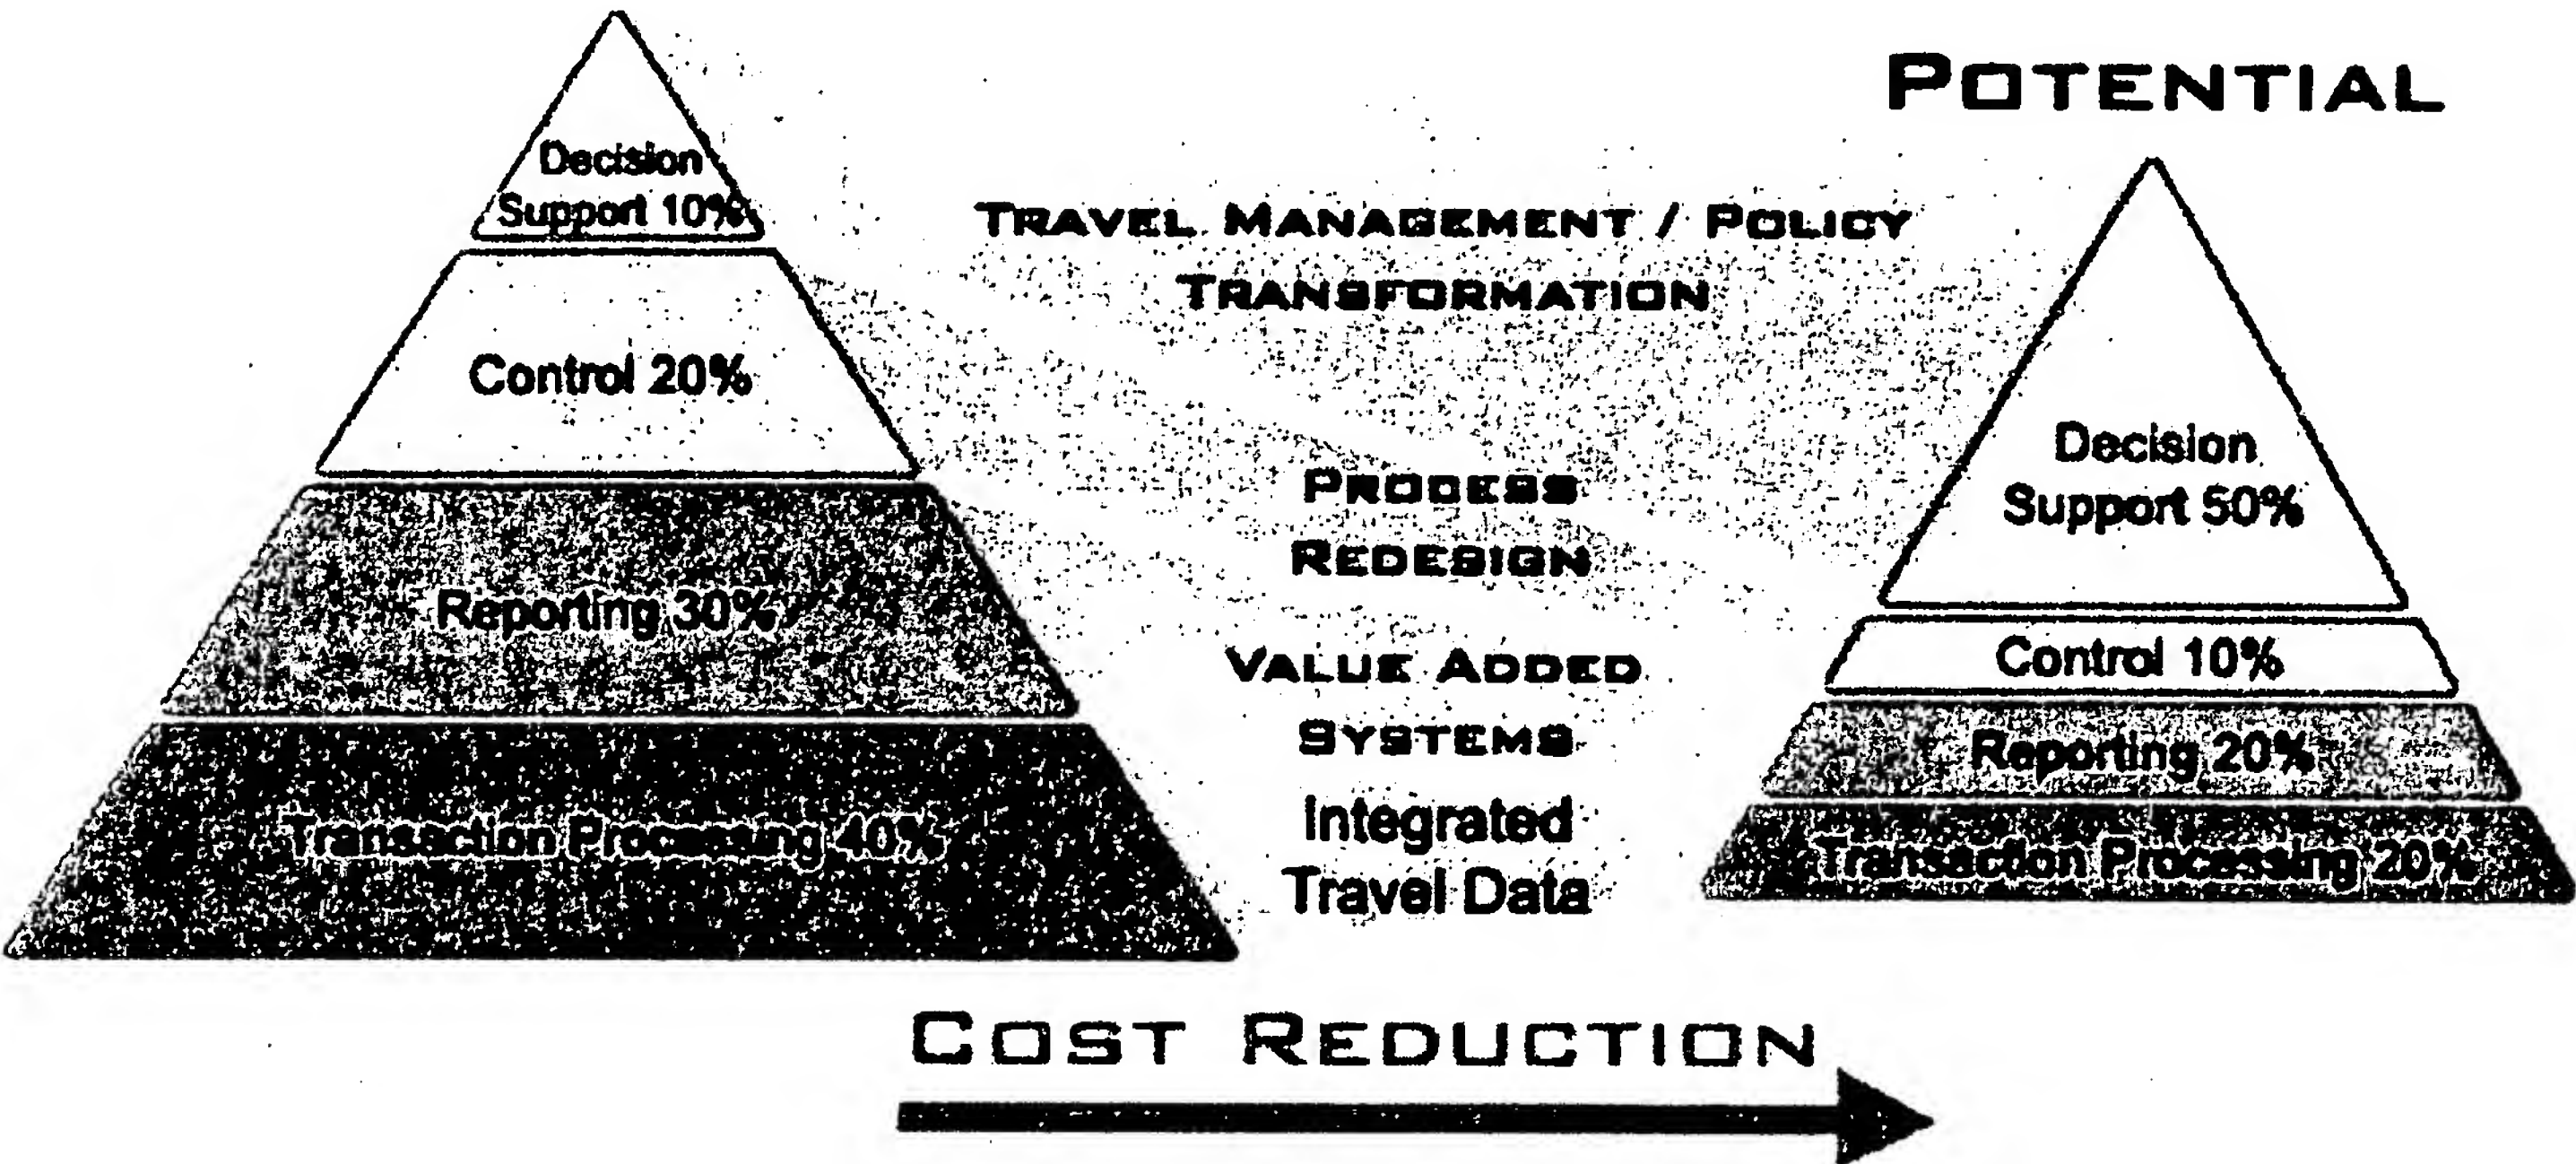 Decision
Support 10%
Control 20%
Reporting 30%
Transaction Processing 40%
TRAVEL MANAGEMENT / POLICY
TRANSFORMATION
PROCESS
REDESIGN
VALUE ADDED
SYSTEMS
Integrated
Travel Data
POTENTIAL
Decision
Support 50%
Control 10%
Reporting 20%
Transaction Processing 20%
COST REDUCTION